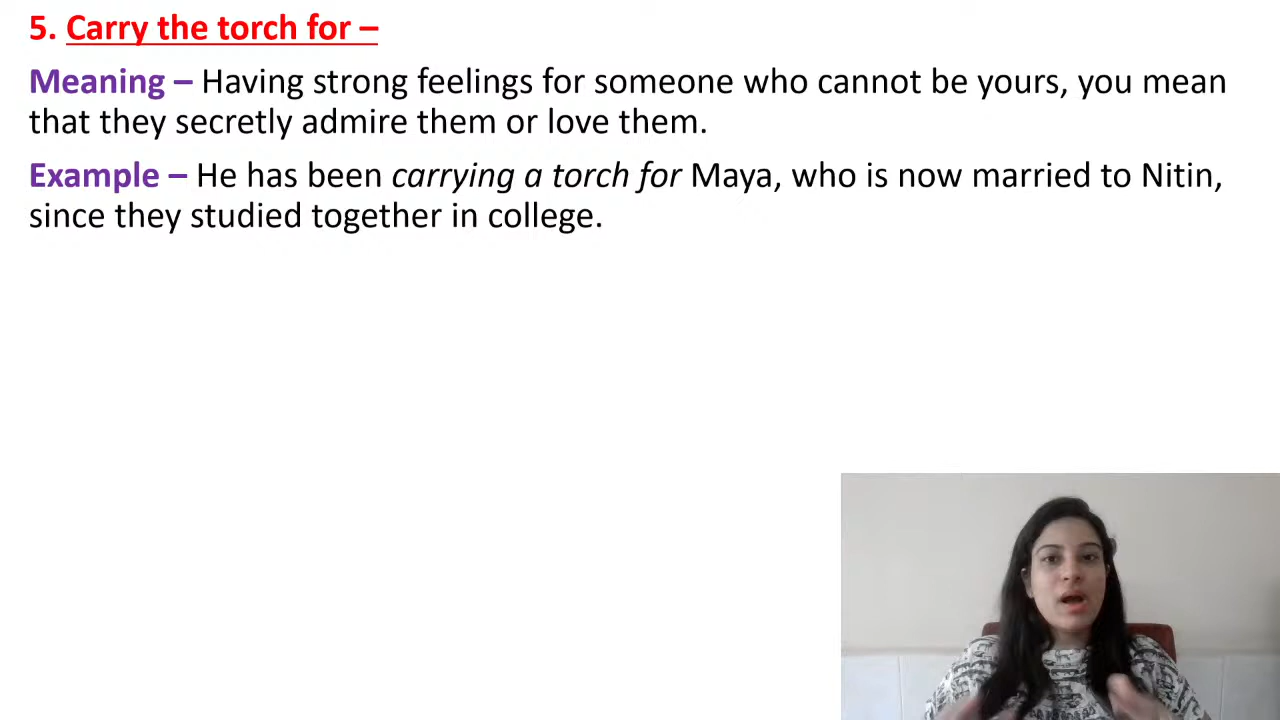 5. Carry the torch for –
Meaning – Having strong feelings for someone who cannot be yours, you mean
that they secretly admire them or love them.
Example – He has been carrying a torch for Maya, who is now married to Nitin,
since they studied together in college.